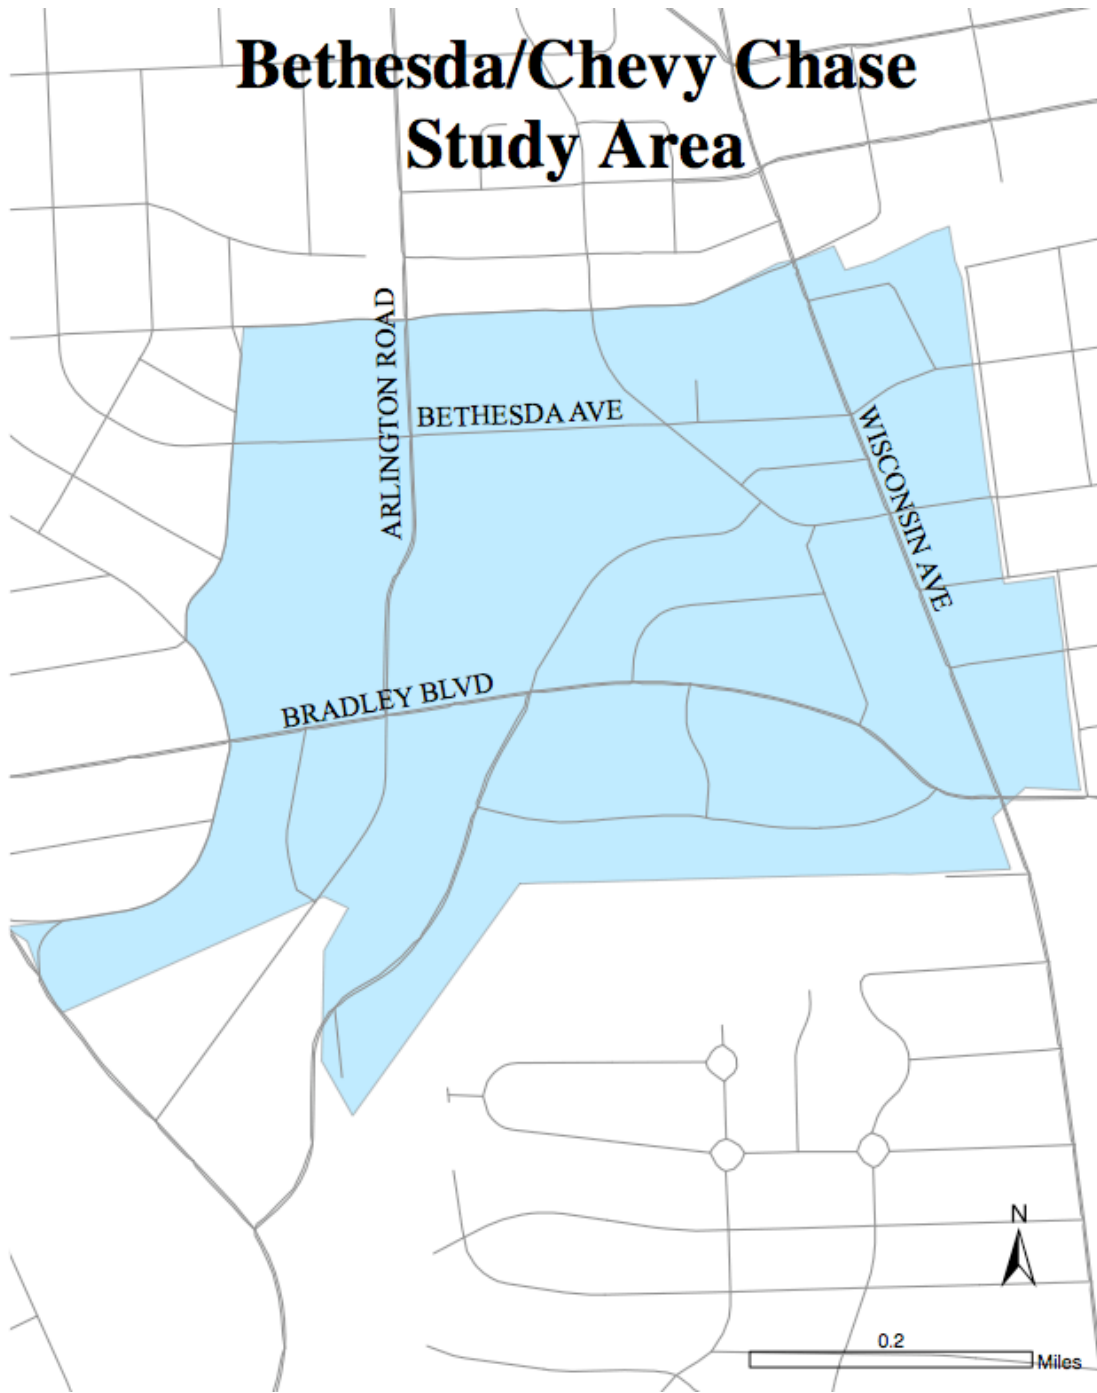 Bethesda/Chevy Chase
Study Area
ARLINGTON ROAD
BETHESDA AVE
WISCONSIN AVE
BRADLEY BLVD
N
0.2
Miles